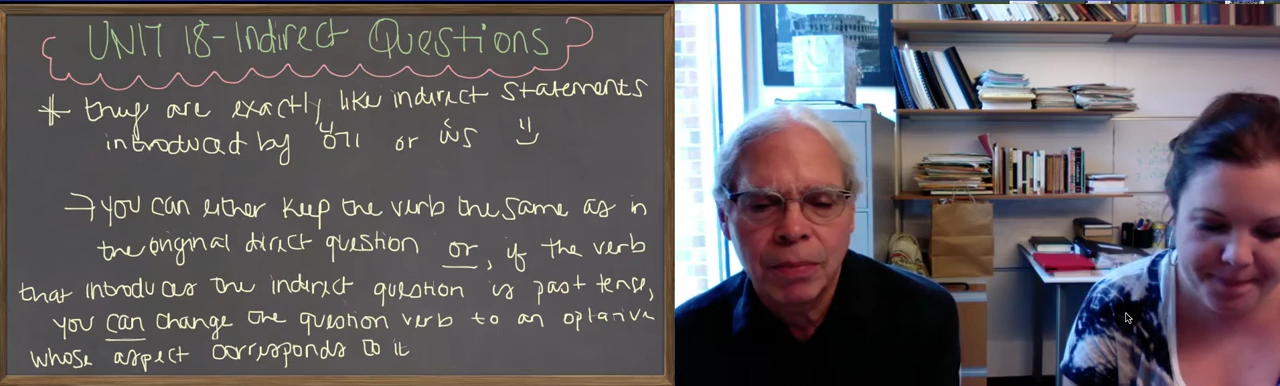 UNIT 18-Indirect Questions
* they are exactly like indirect statements
introduced by ὅτι or ὡς :)
→ you can either keep the verb the same as in
the original direct question or, if the verb
that introduces the indirect question is past tense,
you can change the question verb to an optative
whose aspect corresponds to it